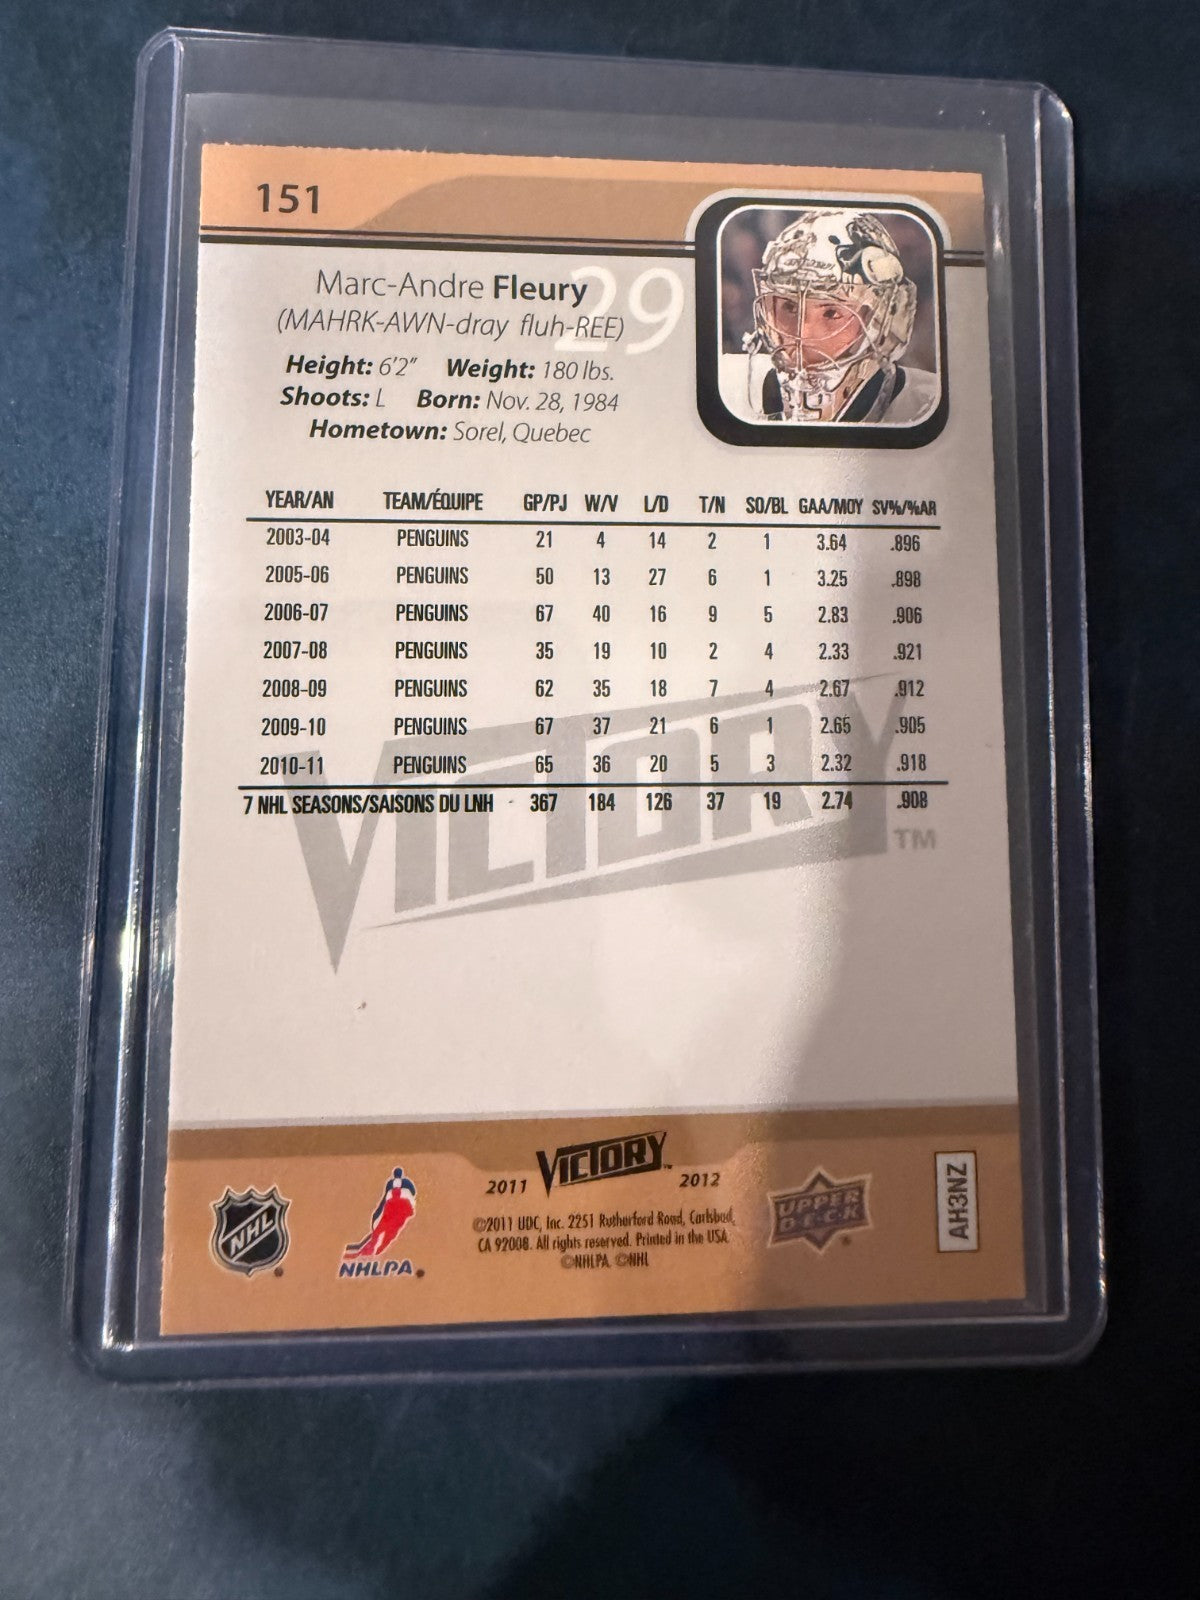 151
29
Marc-Andre Fleury
(MAHRK-AWN-dray fluh-REE)
Height: 6'2" Weight: 180 lbs.
Shoots: L Born: Nov. 28, 1984
Hometown: Sorel, Quebec
YEAR/AN TEAM/ÉQUIPE GP/PJ W/V L/D T/N SO/BL GAA/MOY SV%/%AR
2003-04 PENGUINS 21 4 14 2 1 3.64 .896
2005-06 PENGUINS 50 13 27 6 1 3.25 .898
2006-07 PENGUINS 67 40 16 9 5 2.83 .906
2007-08 PENGUINS 35 19 10 2 4 2.33 .921
2008-09 PENGUINS 62 35 18 7 4 2.67 .912
2009-10 PENGUINS 67 37 21 6 1 2.65 .905
2010-11 PENGUINS 65 36 20 5 3 2.32 .918
7 NHL SEASONS/SAISONS DU LNH 367 184 126 37 19 2.74 .908
VICTORY TM
2011 VICTORY TM 2012
©2011 UDC, Inc. 2251 Rutherford Road, Carlsbad,
CA 92008. All rights reserved. Printed in the USA
©NHLPA. ©NHL
NHL
NHLPA
UPPER
DECK
AH3NZ